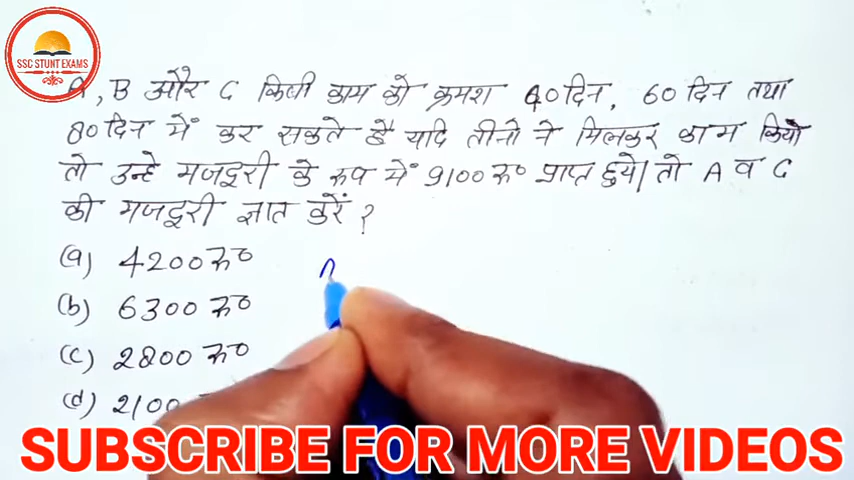 SSC STUNT EXAMS
A, B और C किसी काम को क्रमश 40 दिन, 60 दिन तथा
80 दिन में कर सकते है यदि तीनो ने मिलकर काम किया
तो उन्हे मजदूरी के रूप में 9100 रू० प्राप्त हुये। तो A व C
की मजदूरी ज्ञात करें ?
(a) 4200 रू०
(b) 6300 रू०
(c) 2800 रू०
(d) 2100
SUBSCRIBE FOR MORE VIDEOS